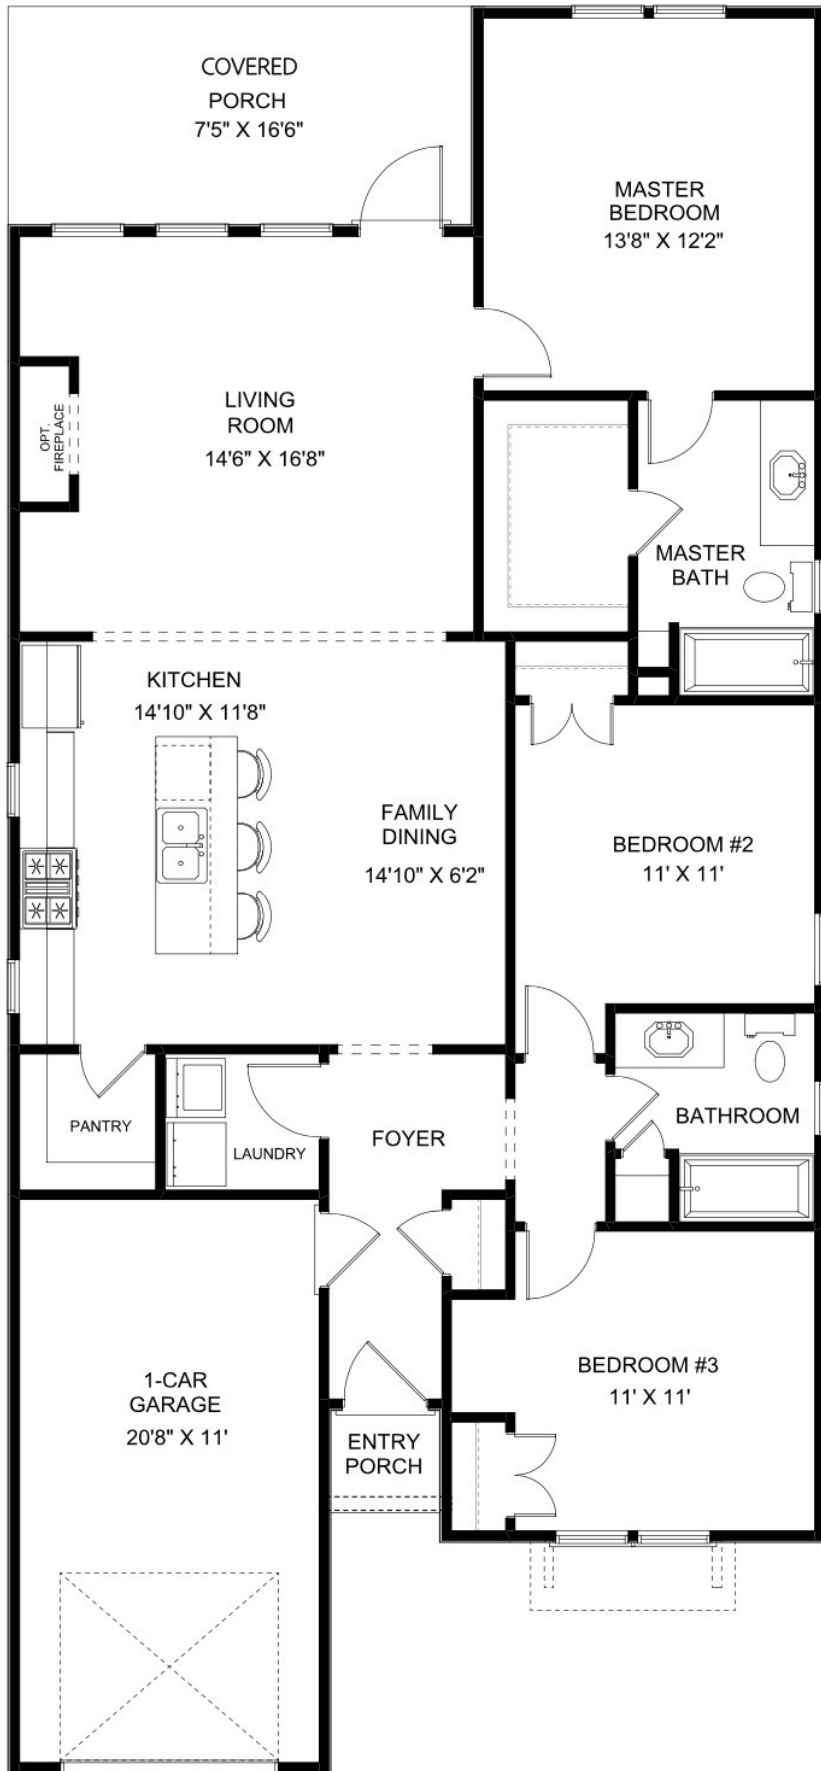 COVERED
PORCH
7'5" X 16'6"
MASTER
BEDROOM
13'8" X 12'2"
LIVING
ROOM
14'6" X 16'8"
OPT.
FIREPLACE
MASTER
BATH
KITCHEN
14'10" X 11'8"
FAMILY
DINING
14'10" X 6'2"
BEDROOM #2
11' X 11'
PANTRY
LAUNDRY
FOYER
BATHROOM
1-CAR
GARAGE
20'8" X 11'
BEDROOM #3
11' X 11'
ENTRY
PORCH